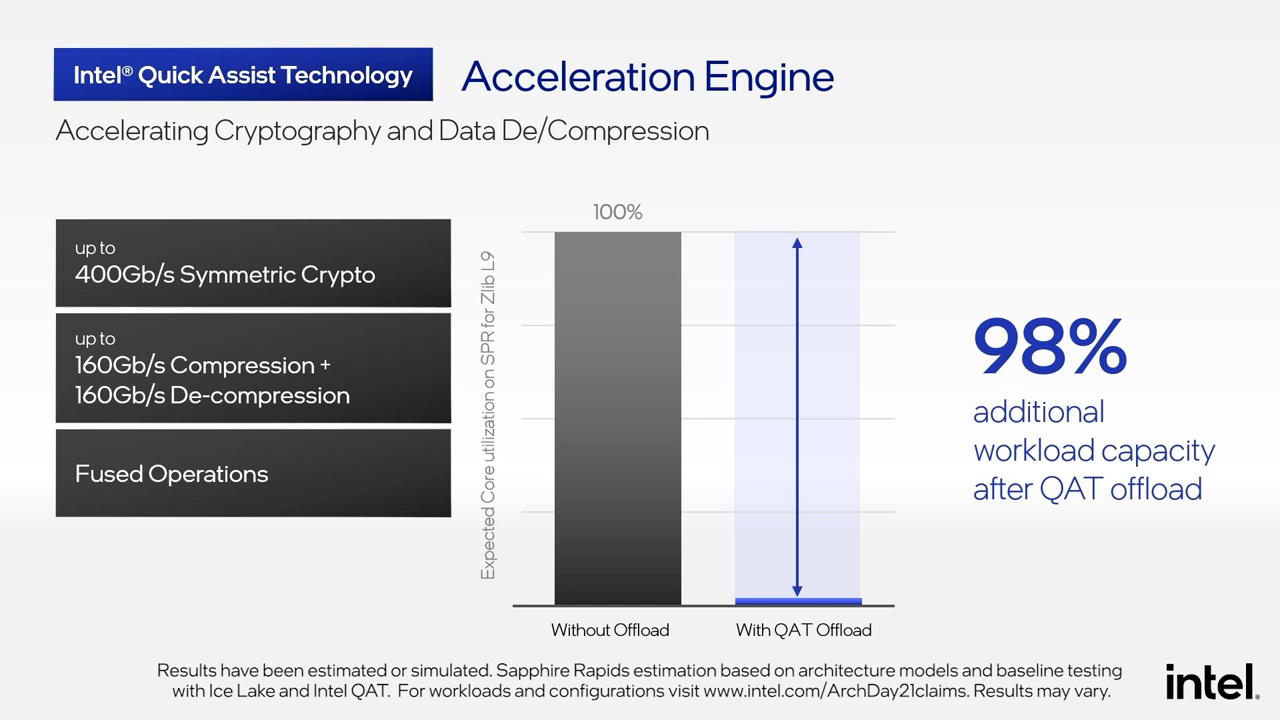 Intel® Quick Assist Technology
Acceleration Engine
Accelerating Cryptography and Data De/Compression
up to
400Gb/s Symmetric Crypto
up to
160Gb/s Compression +
160Gb/s De-compression
Fused Operations
Expected Core utilization on SPR for Zlib L9
100%
Without Offload
With QAT Offload
98%
additional
workload capacity
after QAT offload
Results have been estimated or simulated. Sapphire Rapids estimation based on architecture models and baseline testing
with Ice Lake and Intel QAT. For workloads and configurations visit www.intel.com/ArchDay21claims. Results may vary.
intel®